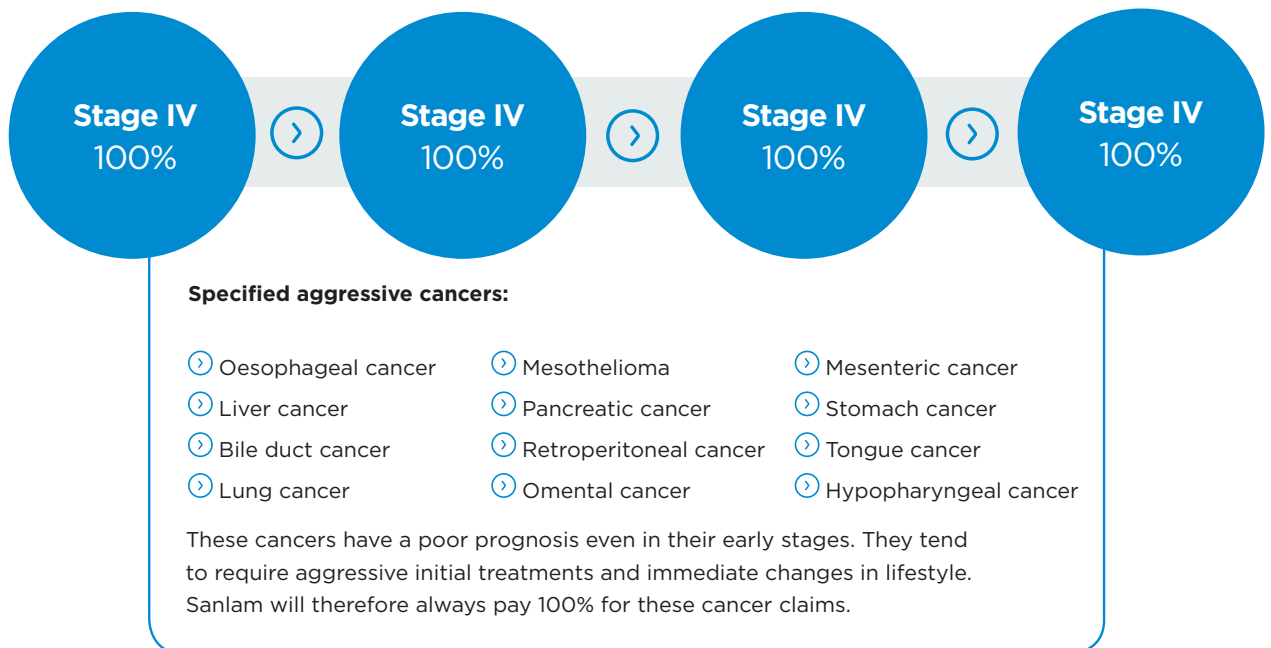 Stage IV
100%
Stage IV
100%
Stage IV
100%
Stage IV
100%
Specified aggressive cancers:
Oesophageal cancer
Liver cancer
Bile duct cancer
Lung cancer
Mesothelioma
Pancreatic cancer
Retroperitoneal cancer
Omental cancer
Mesenteric cancer
Stomach cancer
Tongue cancer
Hypopharyngeal cancer
These cancers have a poor prognosis even in their early stages. They tend
to require aggressive initial treatments and immediate changes in lifestyle.
Sanlam will therefore always pay 100% for these cancer claims.